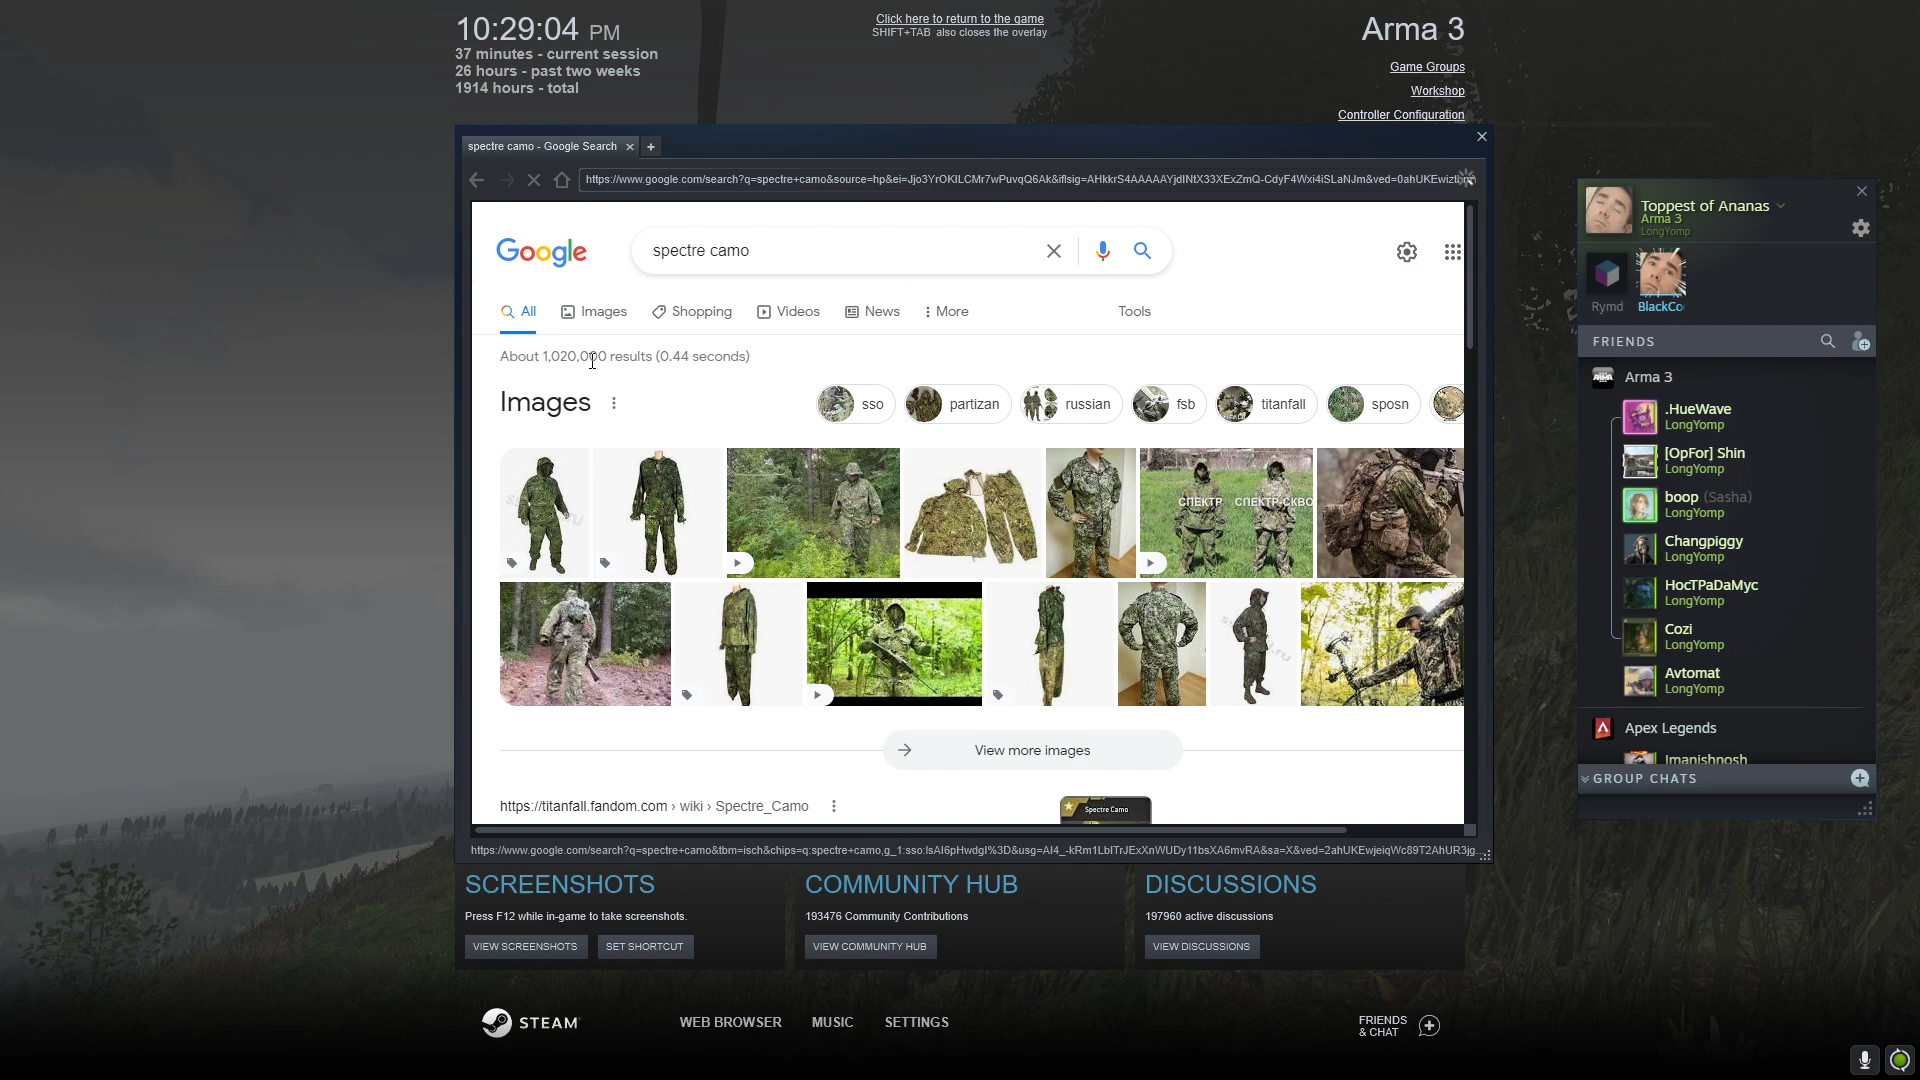 10:29:04 PM
37 minutes - current session
26 hours - past two weeks
1914 hours - total
Click here to return to the game
SHIFT+TAB also closes the overlay
Arma 3
Game Groups
Workshop
Controller Configuration
spectre camo - Google Search
Google
spectre camo
All
Images
Shopping
Videos
News
More
Tools
About 1,020,000 results (0.44 seconds)
Images
sso
partizan
russian
fsb
titanfall
sposn
СПЕКТР
СПЕКТР-СКВО
View more images
https://titanfall.fandom.com › wiki › Spectre_Camo
Spectre Camo
SCREENSHOTS
Press F12 while in-game to take screenshots.
VIEW SCREENSHOTS
SET SHORTCUT
COMMUNITY HUB
193476 Community Contributions
VIEW COMMUNITY HUB
DISCUSSIONS
197960 active discussions
VIEW DISCUSSIONS
STEAM
WEB BROWSER
MUSIC
SETTINGS
FRIENDS
& CHAT
Toppest of Ananas
Arma 3
LongYomp
Rymd
BlackCo
FRIENDS
Arma 3
.HueWave
LongYomp
[OpFor] Shin
LongYomp
boop (Sasha)
LongYomp
Changpiggy
LongYomp
HocTPaDaMyc
LongYomp
Cozi
LongYomp
Avtomat
LongYomp
Apex Legends
Imanishnosh
GROUP CHATS